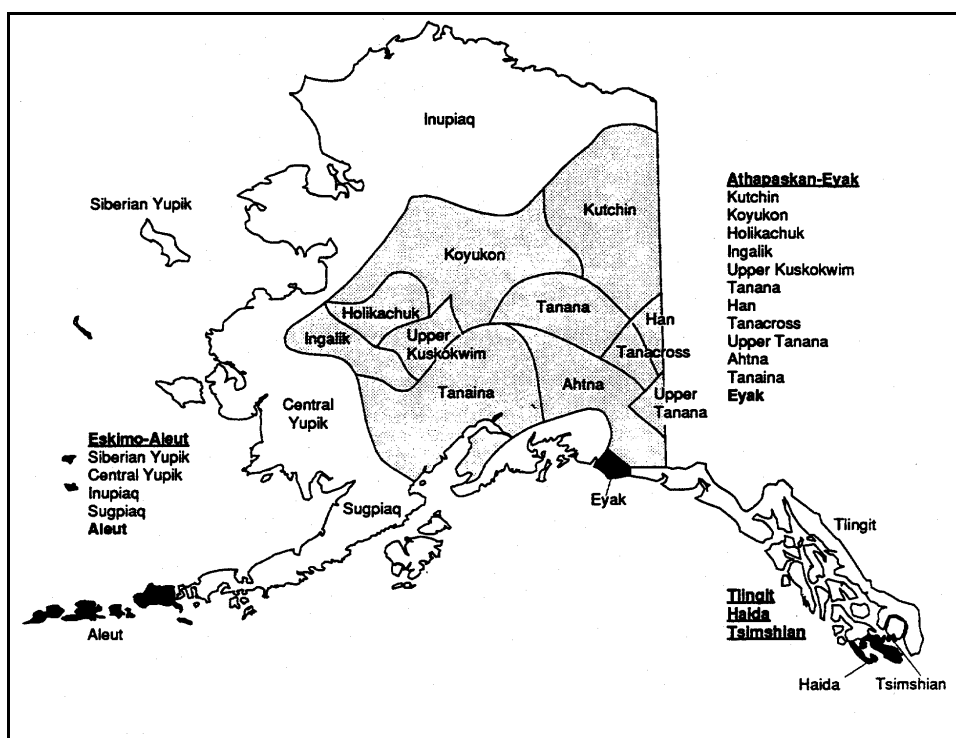 Inupiaq
Siberian Yupik
Kutchin
Koyukon
Holikachuk
Ingalik
Upper
Kuskokwim
Tanana
Han
Tanacross
Tanaina
Ahtna
Upper
Tanana
Central
Yupik
Sugpiaq
Eyak
Aleut
Tlingit
Haida
Tsimshian
Athapaskan-Eyak
Kutchin
Koyukon
Holikachuk
Ingalik
Upper Kuskokwim
Tanana
Han
Tanacross
Upper Tanana
Ahtna
Tanaina
Eyak
Eskimo-Aleut
Siberian Yupik
Central Yupik
Inupiaq
Sugpiaq
Aleut
Tlingit
Haida
Tsimshian